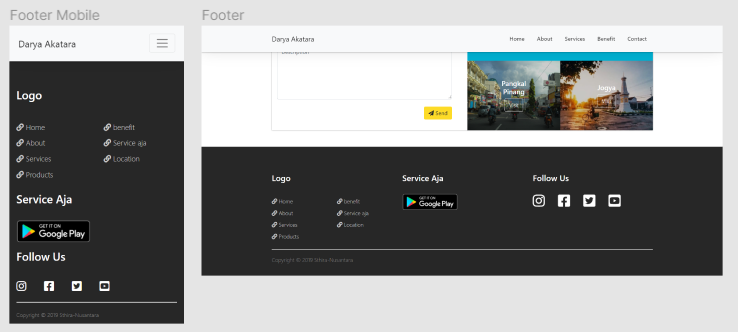 Footer Mobile
Darya Akatara
Logo
Home
benefit
About
Service aja
Services
Location
Products
Service Aja
GET IT ON
Google Play
Follow Us
Copyright © 2019 Sthira-Nusantara
Footer
Darya Akatara
Home
About
Services
Benefit
Contact
Description
Send!
Pangkal
Pinang
Jogya
Logo
Home
benefit
About
Service aja
Services
Location
Products
Service Aja
GET IT ON
Google Play
Follow Us
Copyright © 2019 Sthira Nusantara